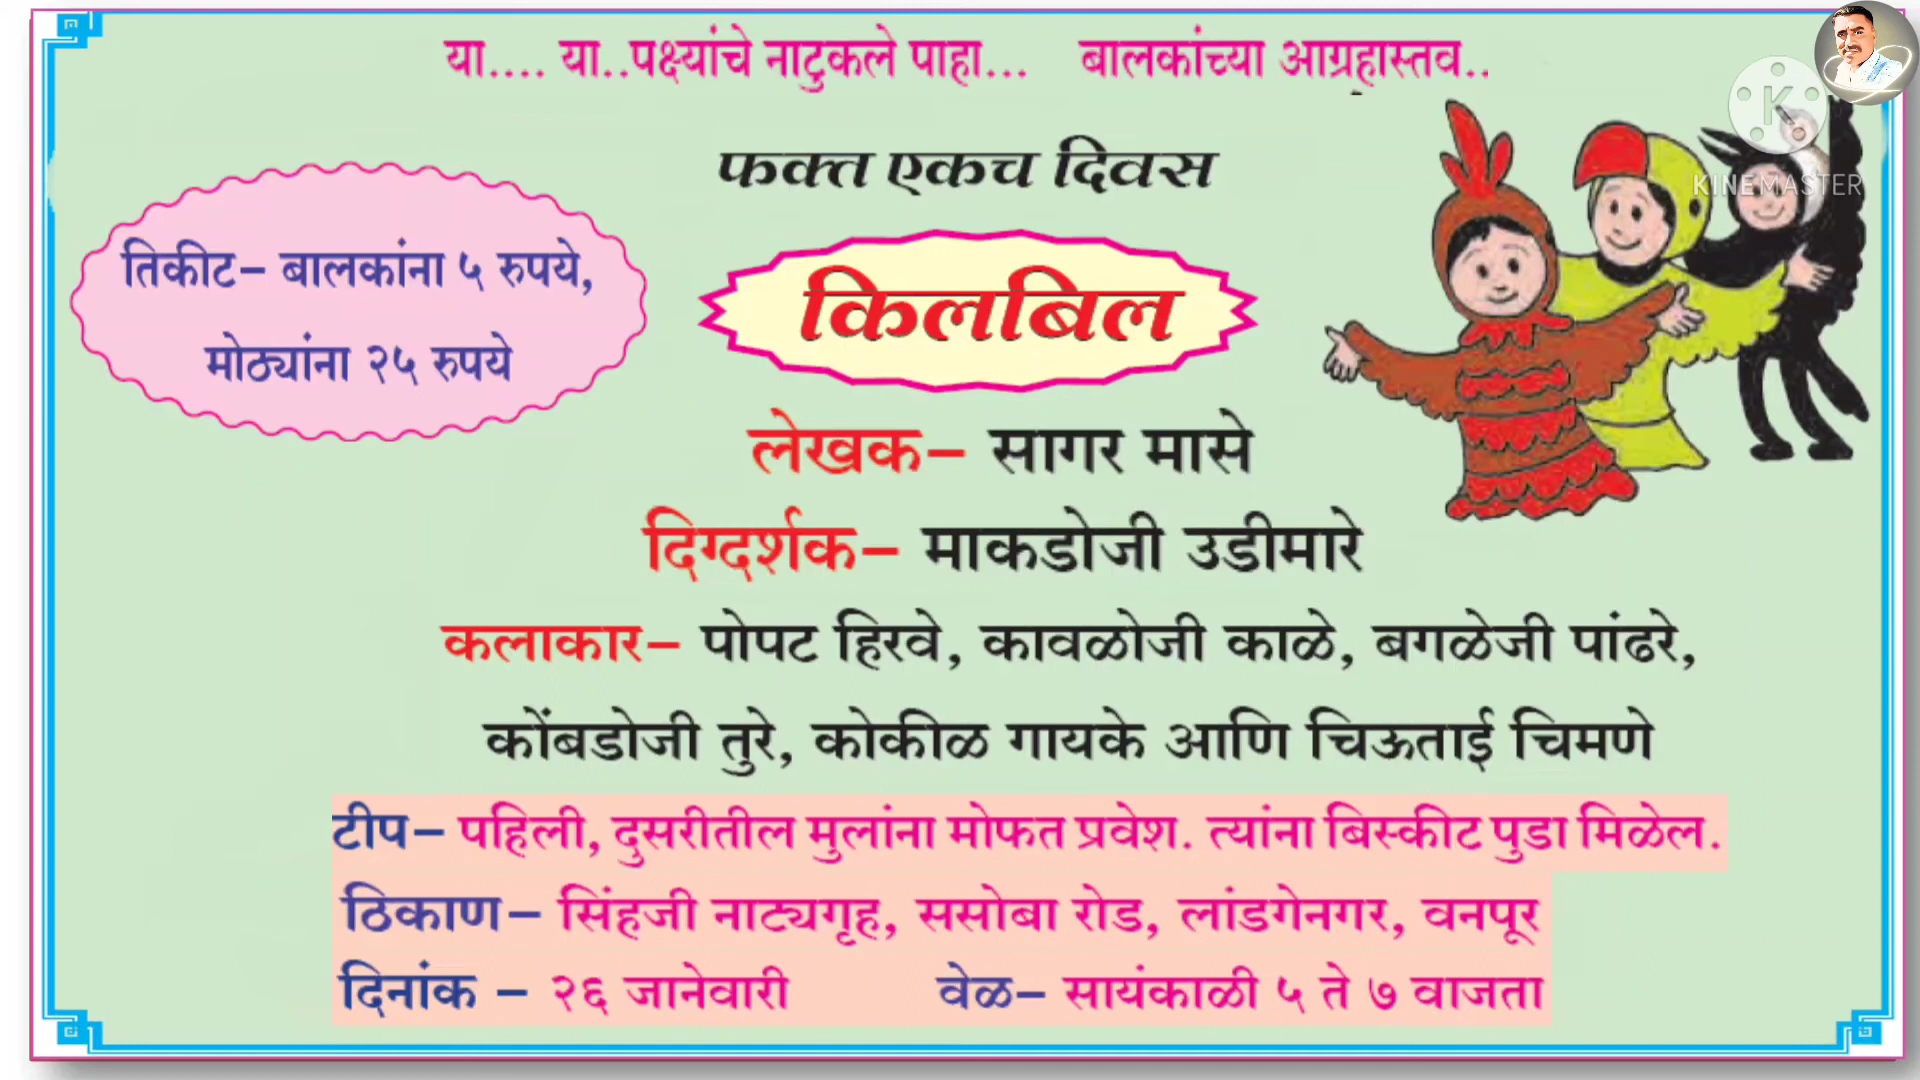 या.... या..पक्ष्यांचे नाटुकले पाहा... बालकांच्या आग्रहास्तव..
फक्त एकच दिवस
तिकीट– बालकांना ५ रुपये,
मोठ्यांना २५ रुपये
किलबिल
KINEMASTER
लेखक– सागर मासे
दिग्दर्शक– माकडोजी उडीमारे
कलाकार– पोपट हिरवे, कावळोजी काळे, बगळेजी पांढरे,
कोंबडोजी तुरे, कोकीळ गायके आणि चिऊताई चिमणे
टीप– पहिली, दुसरीतील मुलांना मोफत प्रवेश. त्यांना बिस्कीट पुडा मिळेल.
ठिकाण– सिंहजी नाट्यगृह, ससोबा रोड, लांडगेनगर, वनपूर
दिनांक – २६ जानेवारी वेळ– सायंकाळी ५ ते ७ वाजता